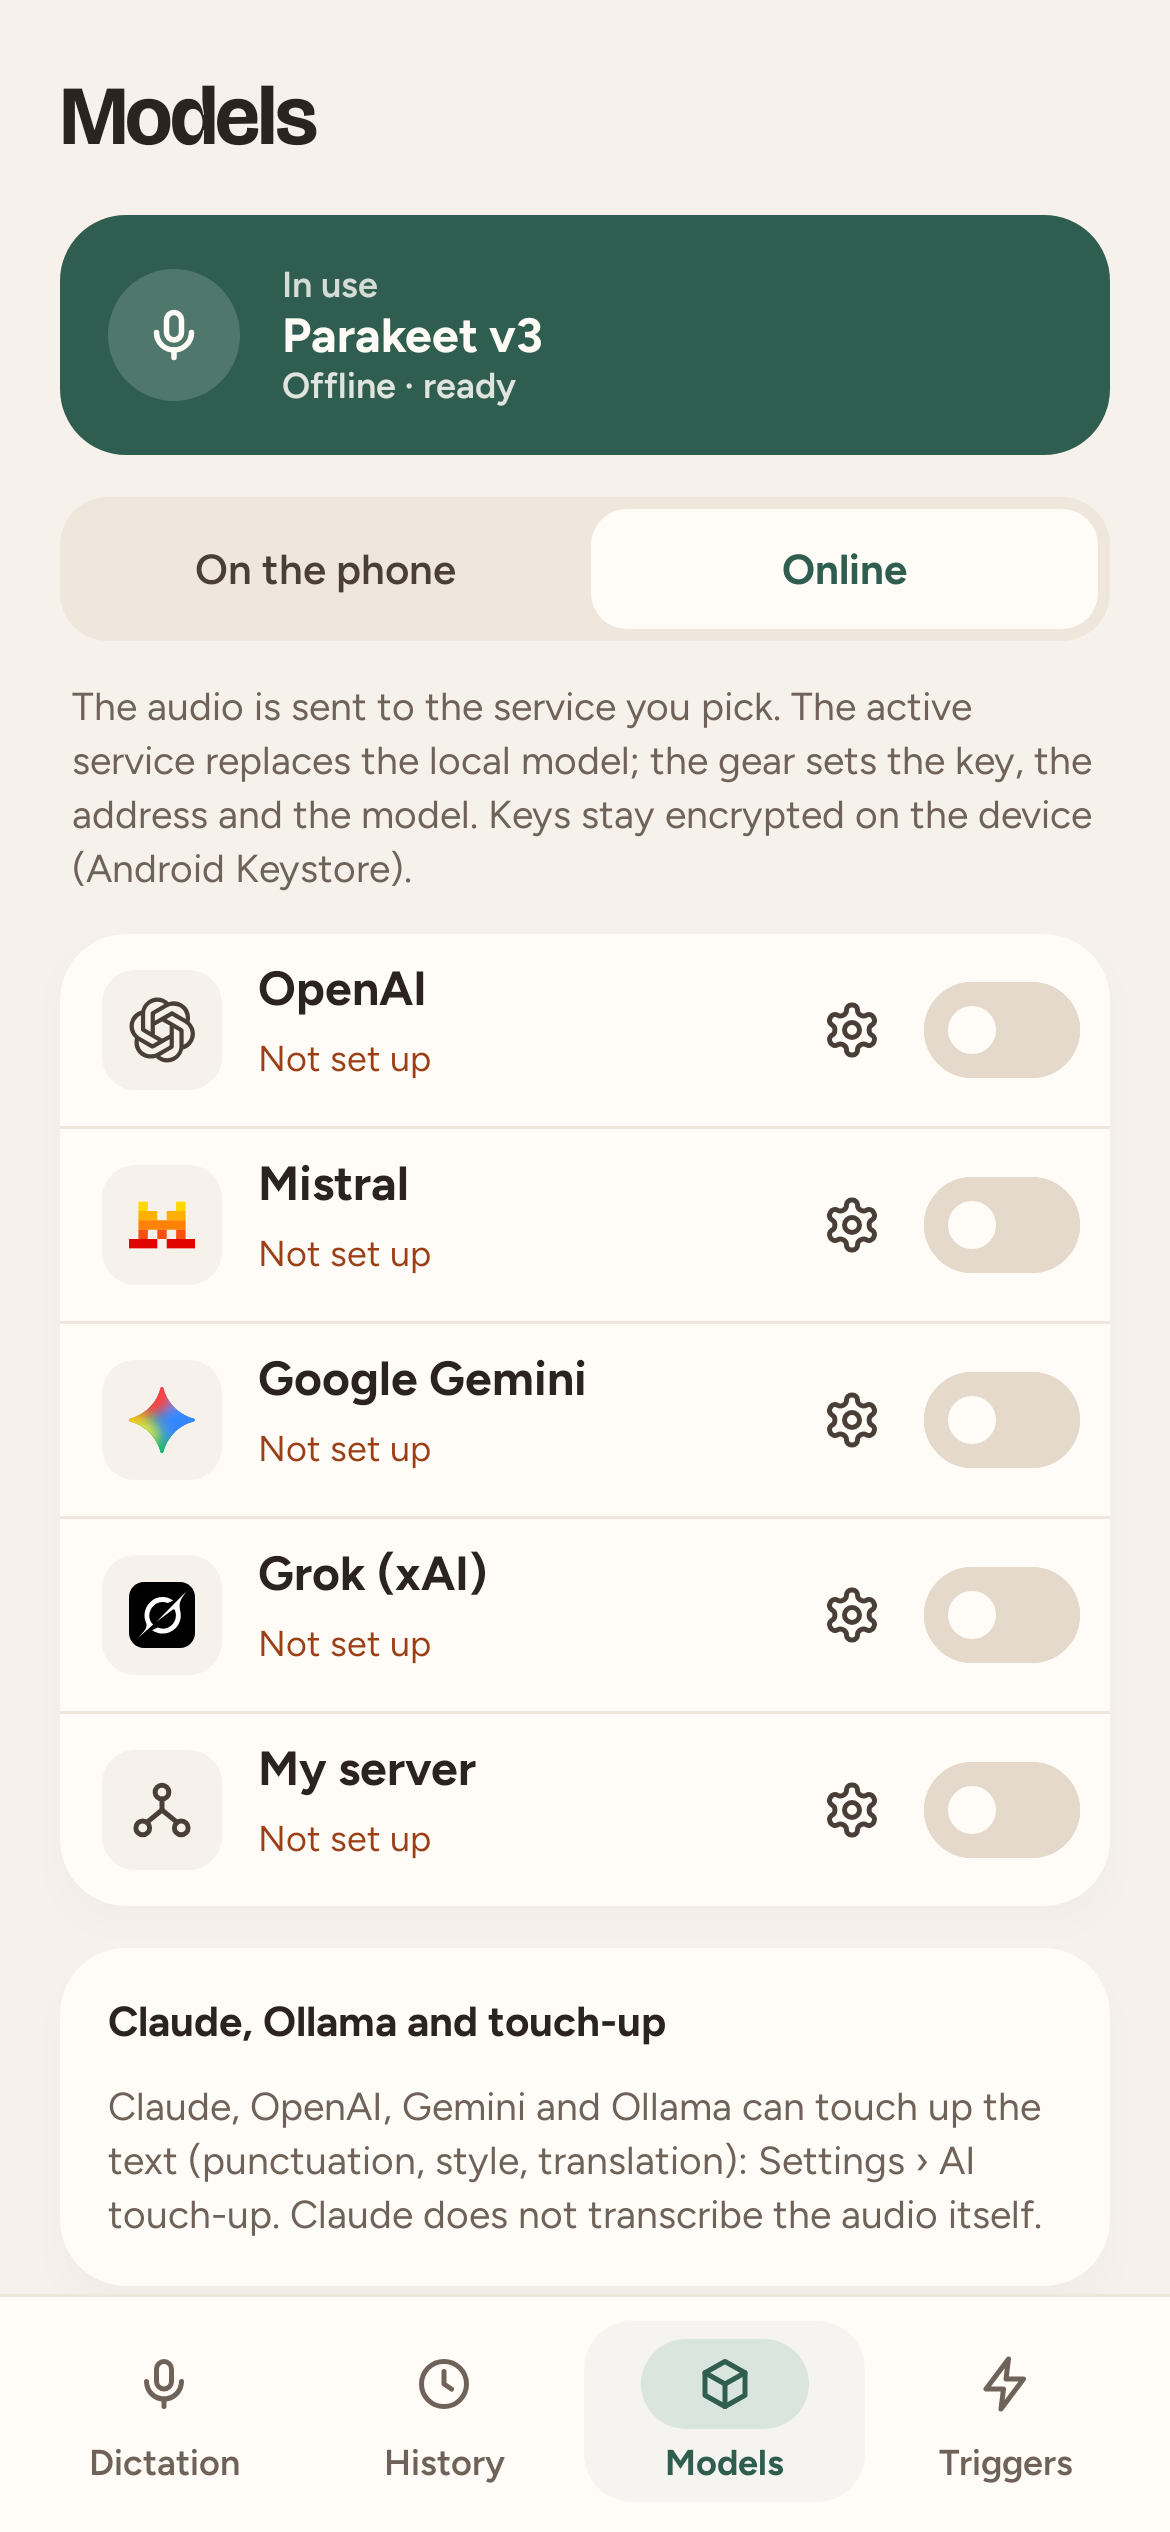 Models
In use
Parakeet v3
Offline · ready
On the phone
Online
The audio is sent to the service you pick. The active
service replaces the local model; the gear sets the key, the
address and the model. Keys stay encrypted on the device
(Android Keystore).
OpenAI
Not set up
Mistral
Not set up
Google Gemini
Not set up
Grok (xAI)
Not set up
My server
Not set up
Claude, Ollama and touch-up
Claude, OpenAI, Gemini and Ollama can touch up the
text (punctuation, style, translation): Settings › AI
touch-up. Claude does not transcribe the audio itself.
Dictation
History
Models
Triggers